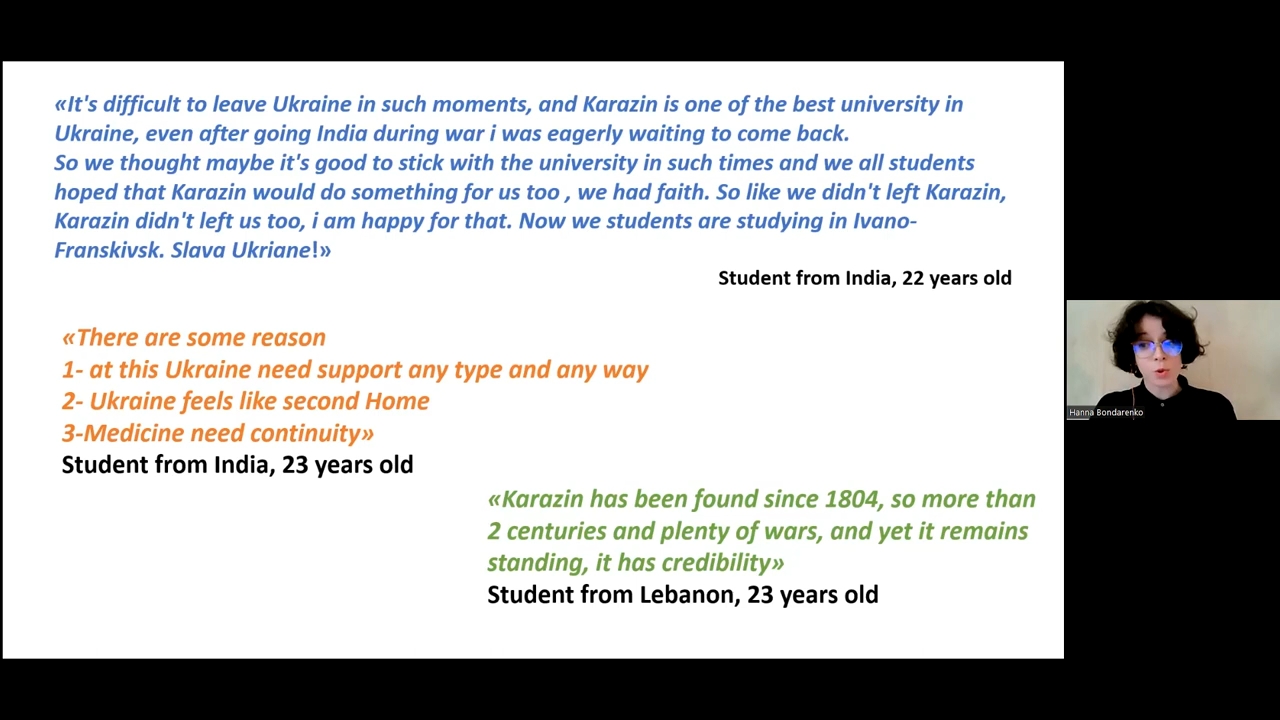 «It's difficult to leave Ukraine in such moments, and Karazin is one of the best university in
Ukraine, even after going India during war i was eagerly waiting to come back.
So we thought maybe it's good to stick with the university in such times and we all students
hoped that Karazin would do something for us too , we had faith. So like we didn't left Karazin,
Karazin didn't left us too, i am happy for that. Now we students are studying in Ivano-
Franskivsk. Slava Ukriane!»
Student from India, 22 years old
«There are some reason
1- at this Ukraine need support any type and any way
2- Ukraine feels like second Home
3-Medicine need continuity»
Student from India, 23 years old
«Karazin has been found since 1804, so more than
2 centuries and plenty of wars, and yet it remains
standing, it has credibility»
Student from Lebanon, 23 years old
Hanna Bondarenko